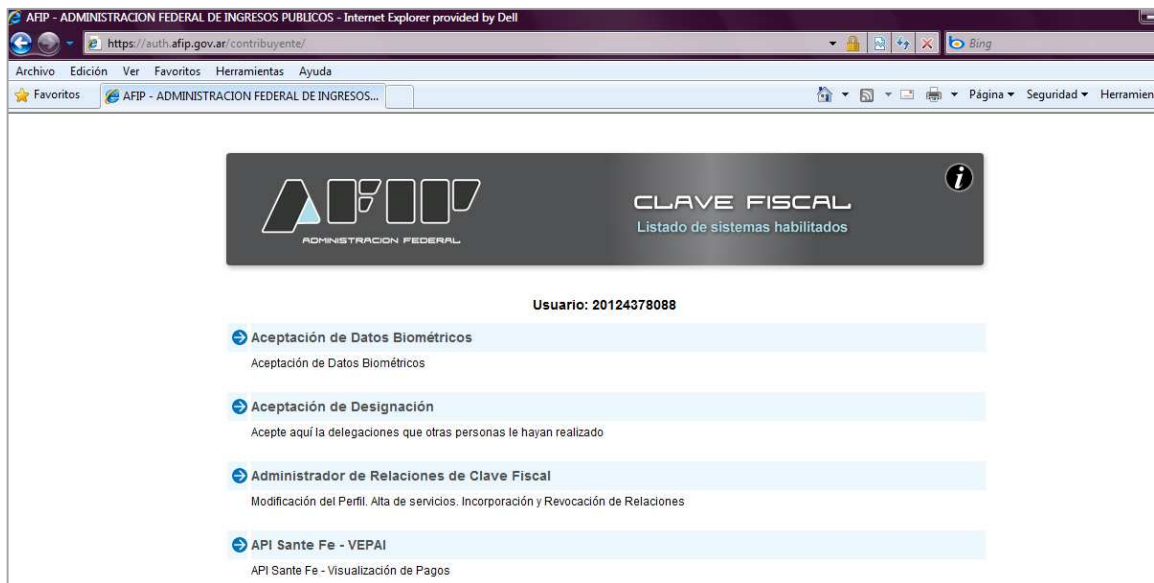 AFIP - ADMINISTRACION FEDERAL DE INGRESOS PUBLICOS - Internet Explorer provided by Dell
https://auth.afip.gov.ar/contribuyente/
Bing
Archivo Edición Ver Favoritos Herramientas Ayuda
Favoritos AFIP - ADMINISTRACION FEDERAL DE INGRESOS... Página Seguridad Herramien
AFIP
ADMINISTRACION FEDERAL
CLAVE FISCAL
Listado de sistemas habilitados
Usuario: 20124378088
Aceptación de Datos Biométricos
Aceptación de Datos Biométricos
Aceptación de Designación
Acepte aquí la delegaciones que otras personas le hayan realizado
Administrador de Relaciones de Clave Fiscal
Modificación del Perfil. Alta de servicios. Incorporación y Revocación de Relaciones
API Sante Fe - VEPAI
API Sante Fe - Visualización de Pagos